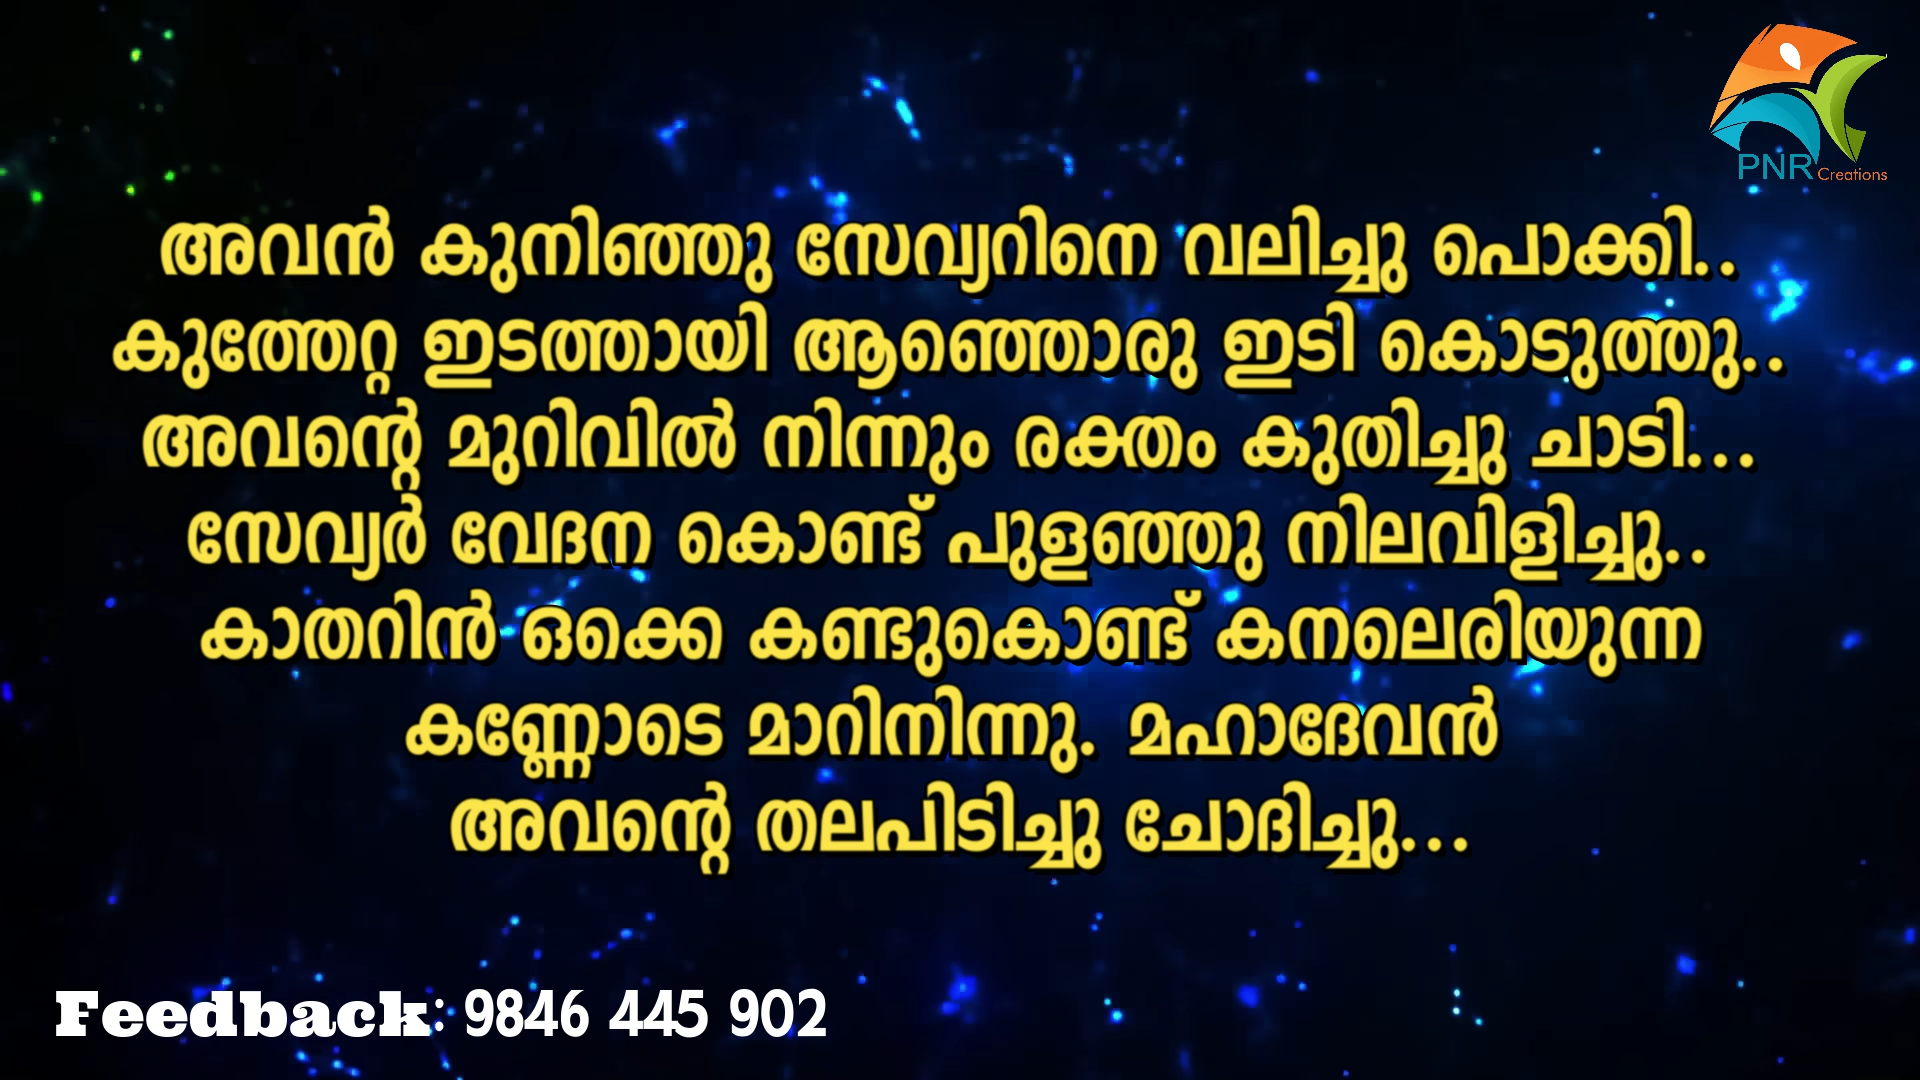 PNR Creations
അവൻ കുനിഞ്ഞു സേവ്യറിനെ വലിച്ചു പൊക്കി..
കുത്തേറ്റ ഇടത്തായി ആഞ്ഞൊരു ഇടി കൊടുത്തു..
അവന്റെ മുറിവിൽ നിന്നും രക്തം കുതിച്ചു ചാടി...
സേവ്യർ വേദന കൊണ്ട് പുളഞ്ഞു നിലവിളിച്ചു..
കാതറിൻ ഒക്കെ കണ്ടുകൊണ്ട് കനലെരിയുന്ന
കണ്ണോടെ മാറിനിന്നു. മഹാദേവൻ
അവന്റെ തലപിടിച്ചു ചോദിച്ചു...
Feedback: 9846 445 902